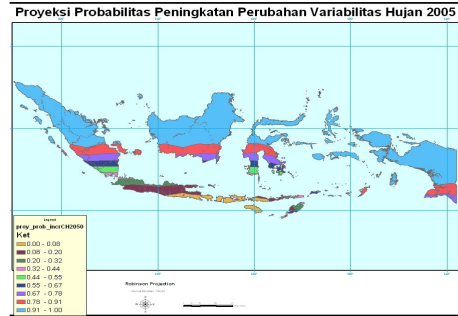 Proyeksi Probabilitas Peningkatan Perubahan Variabilitas Hujan 2005
Legend
proy_prob_incrCH2050
Ket
0.00 - 0.08
0.08 - 0.20
0.20 - 0.32
0.32 - 0.44
0.44 - 0.55
0.55 - 0.67
0.67 - 0.78
0.78 - 0.91
0.91 - 1.00
Robinson Projection